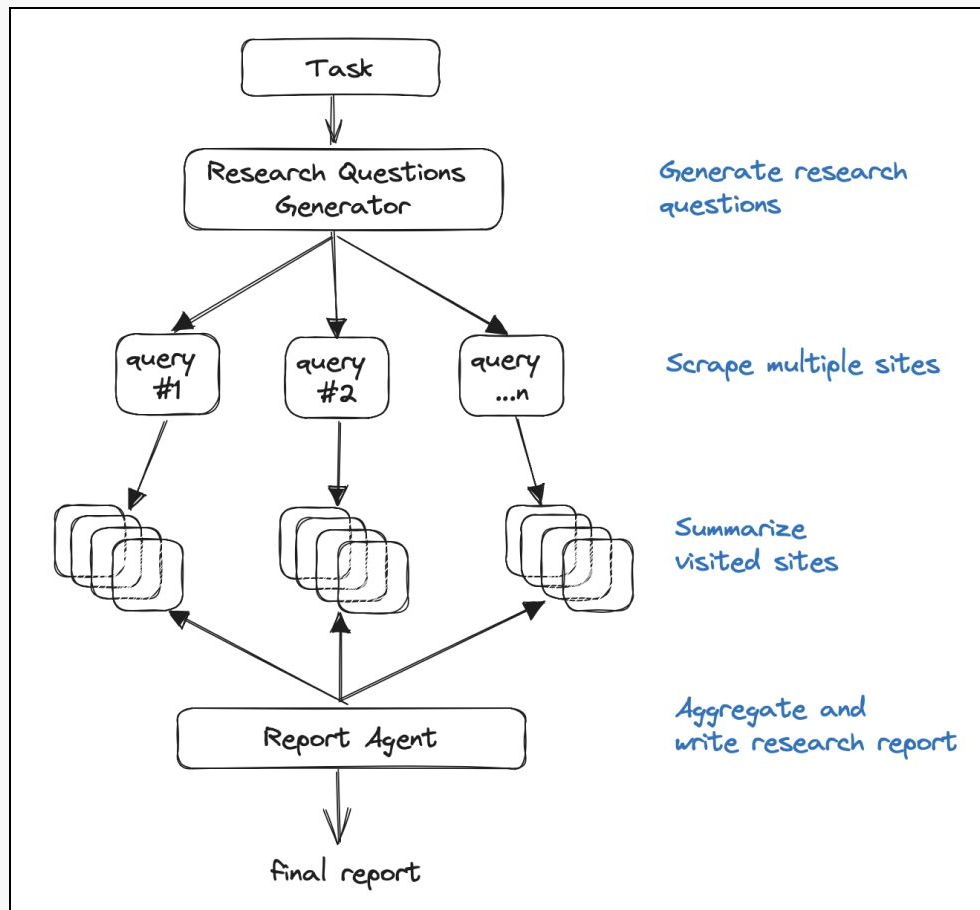 Task
Research Questions
Generator
Generate research
questions
query
#1
query
#2
query
...n
Scrape multiple sites
Summarize
visited sites
Report Agent
Aggregate and
write research report
final report